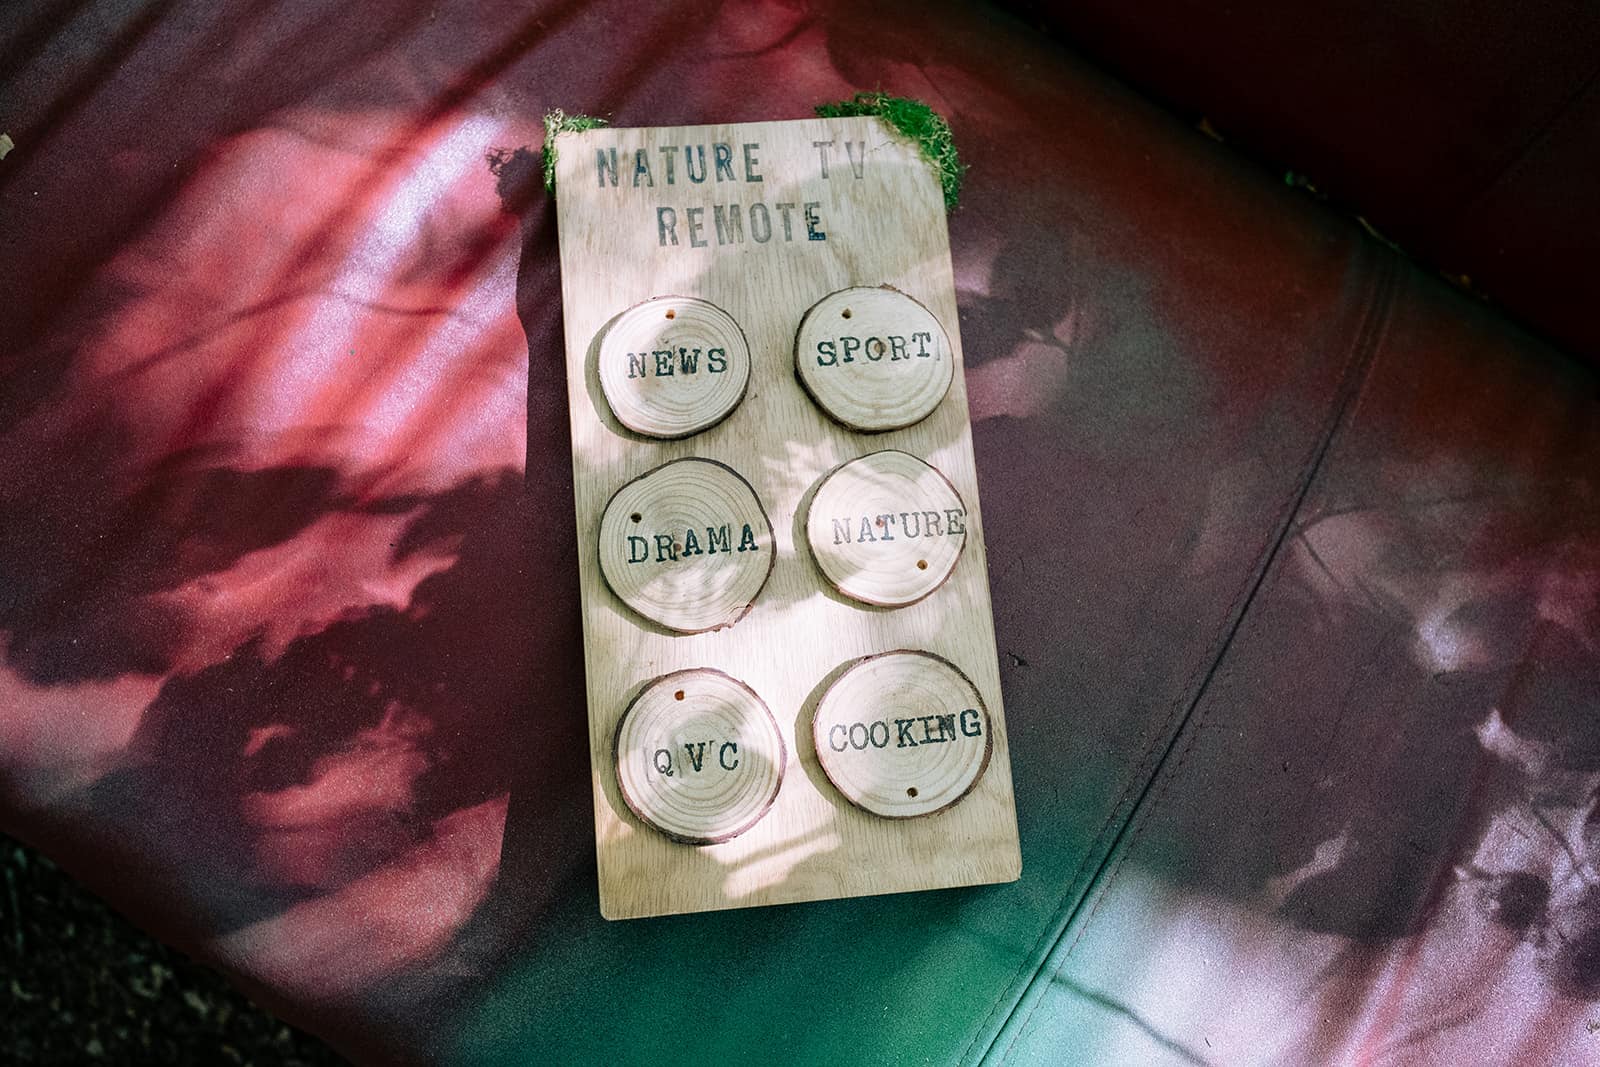 NATURE TV
REMOTE
NEWS
SPORT
DRAMA
NATURE
QVC
COOKING